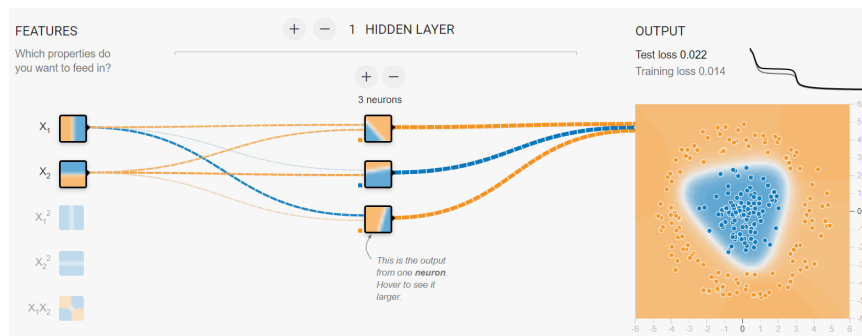 FEATURES
Which properties do
you want to feed in?
X₁
X₂
X₁²
X₂²
X₁X₂
+ − 1 HIDDEN LAYER
+ −
3 neurons
This is the output
from one neuron.
Hover to see it
larger.
OUTPUT
Test loss 0.022
Training loss 0.014
6
5
4
3
2
1
0
-1
-2
-3
-4
-5
-6
-6 -5 -4 -3 -2 -1 0 1 2 3 4 5 6